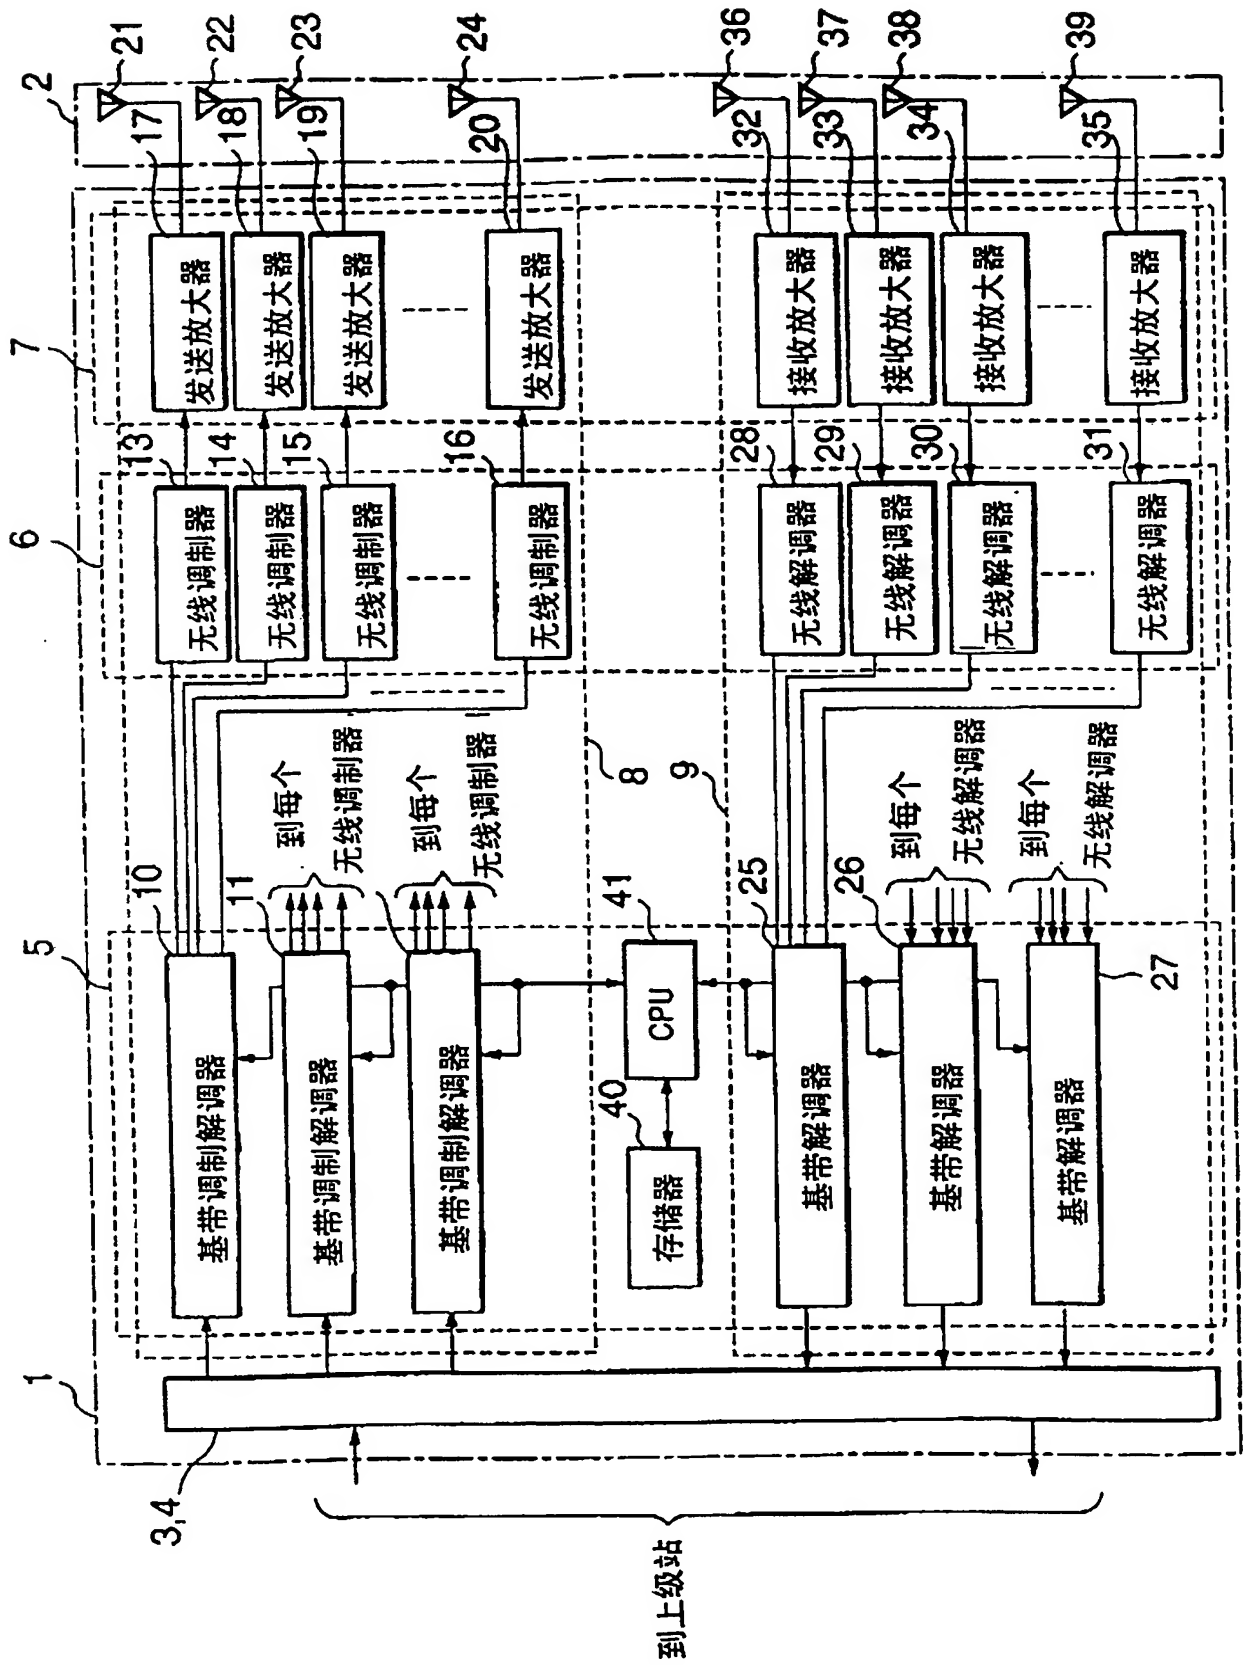 1
5
6
7
2
3,4
10
13
17
21
基带调制解调器
无线调制器
发送放大器
11
14
18
22
基带调制解调器
到每个
无线调制器
无线调制器
发送放大器
15
19
23
无线调制器
发送放大器
基带调制解调器
到每个
无线调制器
16
20
24
无线调制器
发送放大器
8
到上级站
40
41
存储器
CPU
9
25
28
32
36
基带解调器
无线解调器
接收放大器
26
29
33
37
基带解调器
到每个
无线解调器
无线解调器
接收放大器
30
34
38
无线解调器
接收放大器
基带解调器
到每个
无线解调器
27
31
35
39
无线解调器
接收放大器